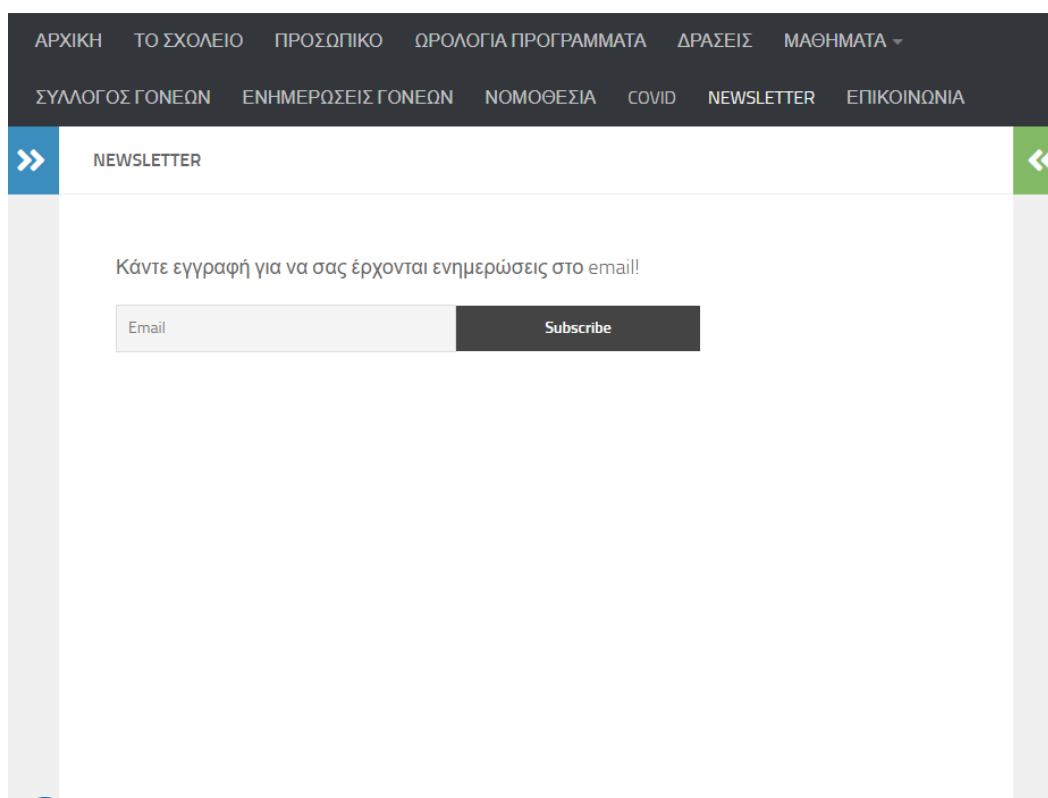 ΑΡΧΙΚΗ ΤΟ ΣΧΟΛΕΙΟ ΠΡΟΣΩΠΙΚΟ ΩΡΟΛΟΓΙΑ ΠΡΟΓΡΑΜΜΑΤΑ ΔΡΑΣΕΙΣ ΜΑΘΗΜΑΤΑ
ΣΥΛΛΟΓΟΣ ΓΟΝΕΩΝ ΕΝΗΜΕΡΩΣΕΙΣ ΓΟΝΕΩΝ ΝΟΜΟΘΕΣΙΑ COVID NEWSLETTER ΕΠΙΚΟΙΝΩΝΙΑ
NEWSLETTER
Κάντε εγγραφή για να σας έρχονται ενημερώσεις στο email!
Email Subscribe